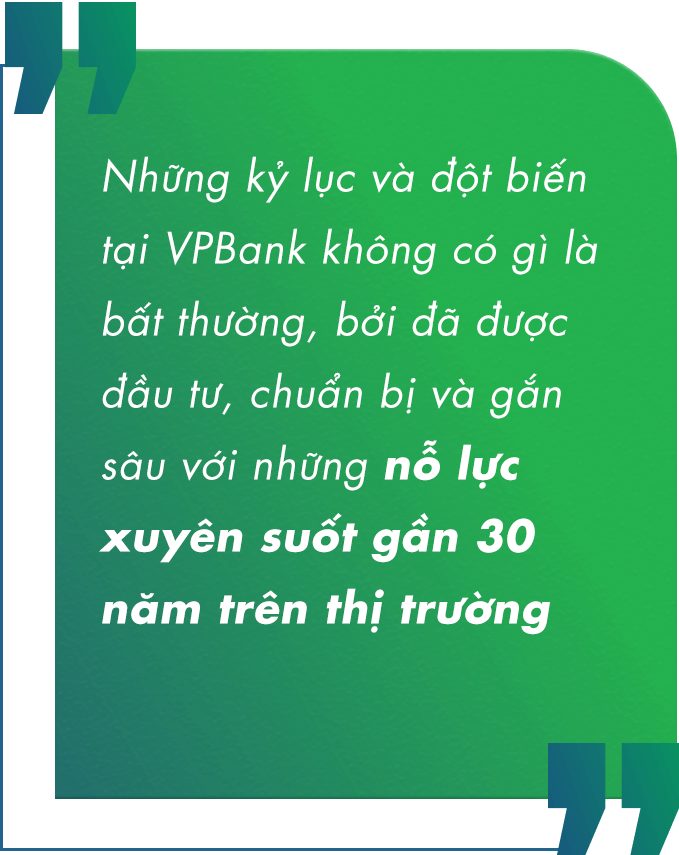 Những kỷ lục và đột biến
tại VPBank không có gì là
bất thường, bởi đã được
đầu tư, chuẩn bị và gắn
sâu với những nỗ lực
xuyên suốt gần 30
năm trên thị trường